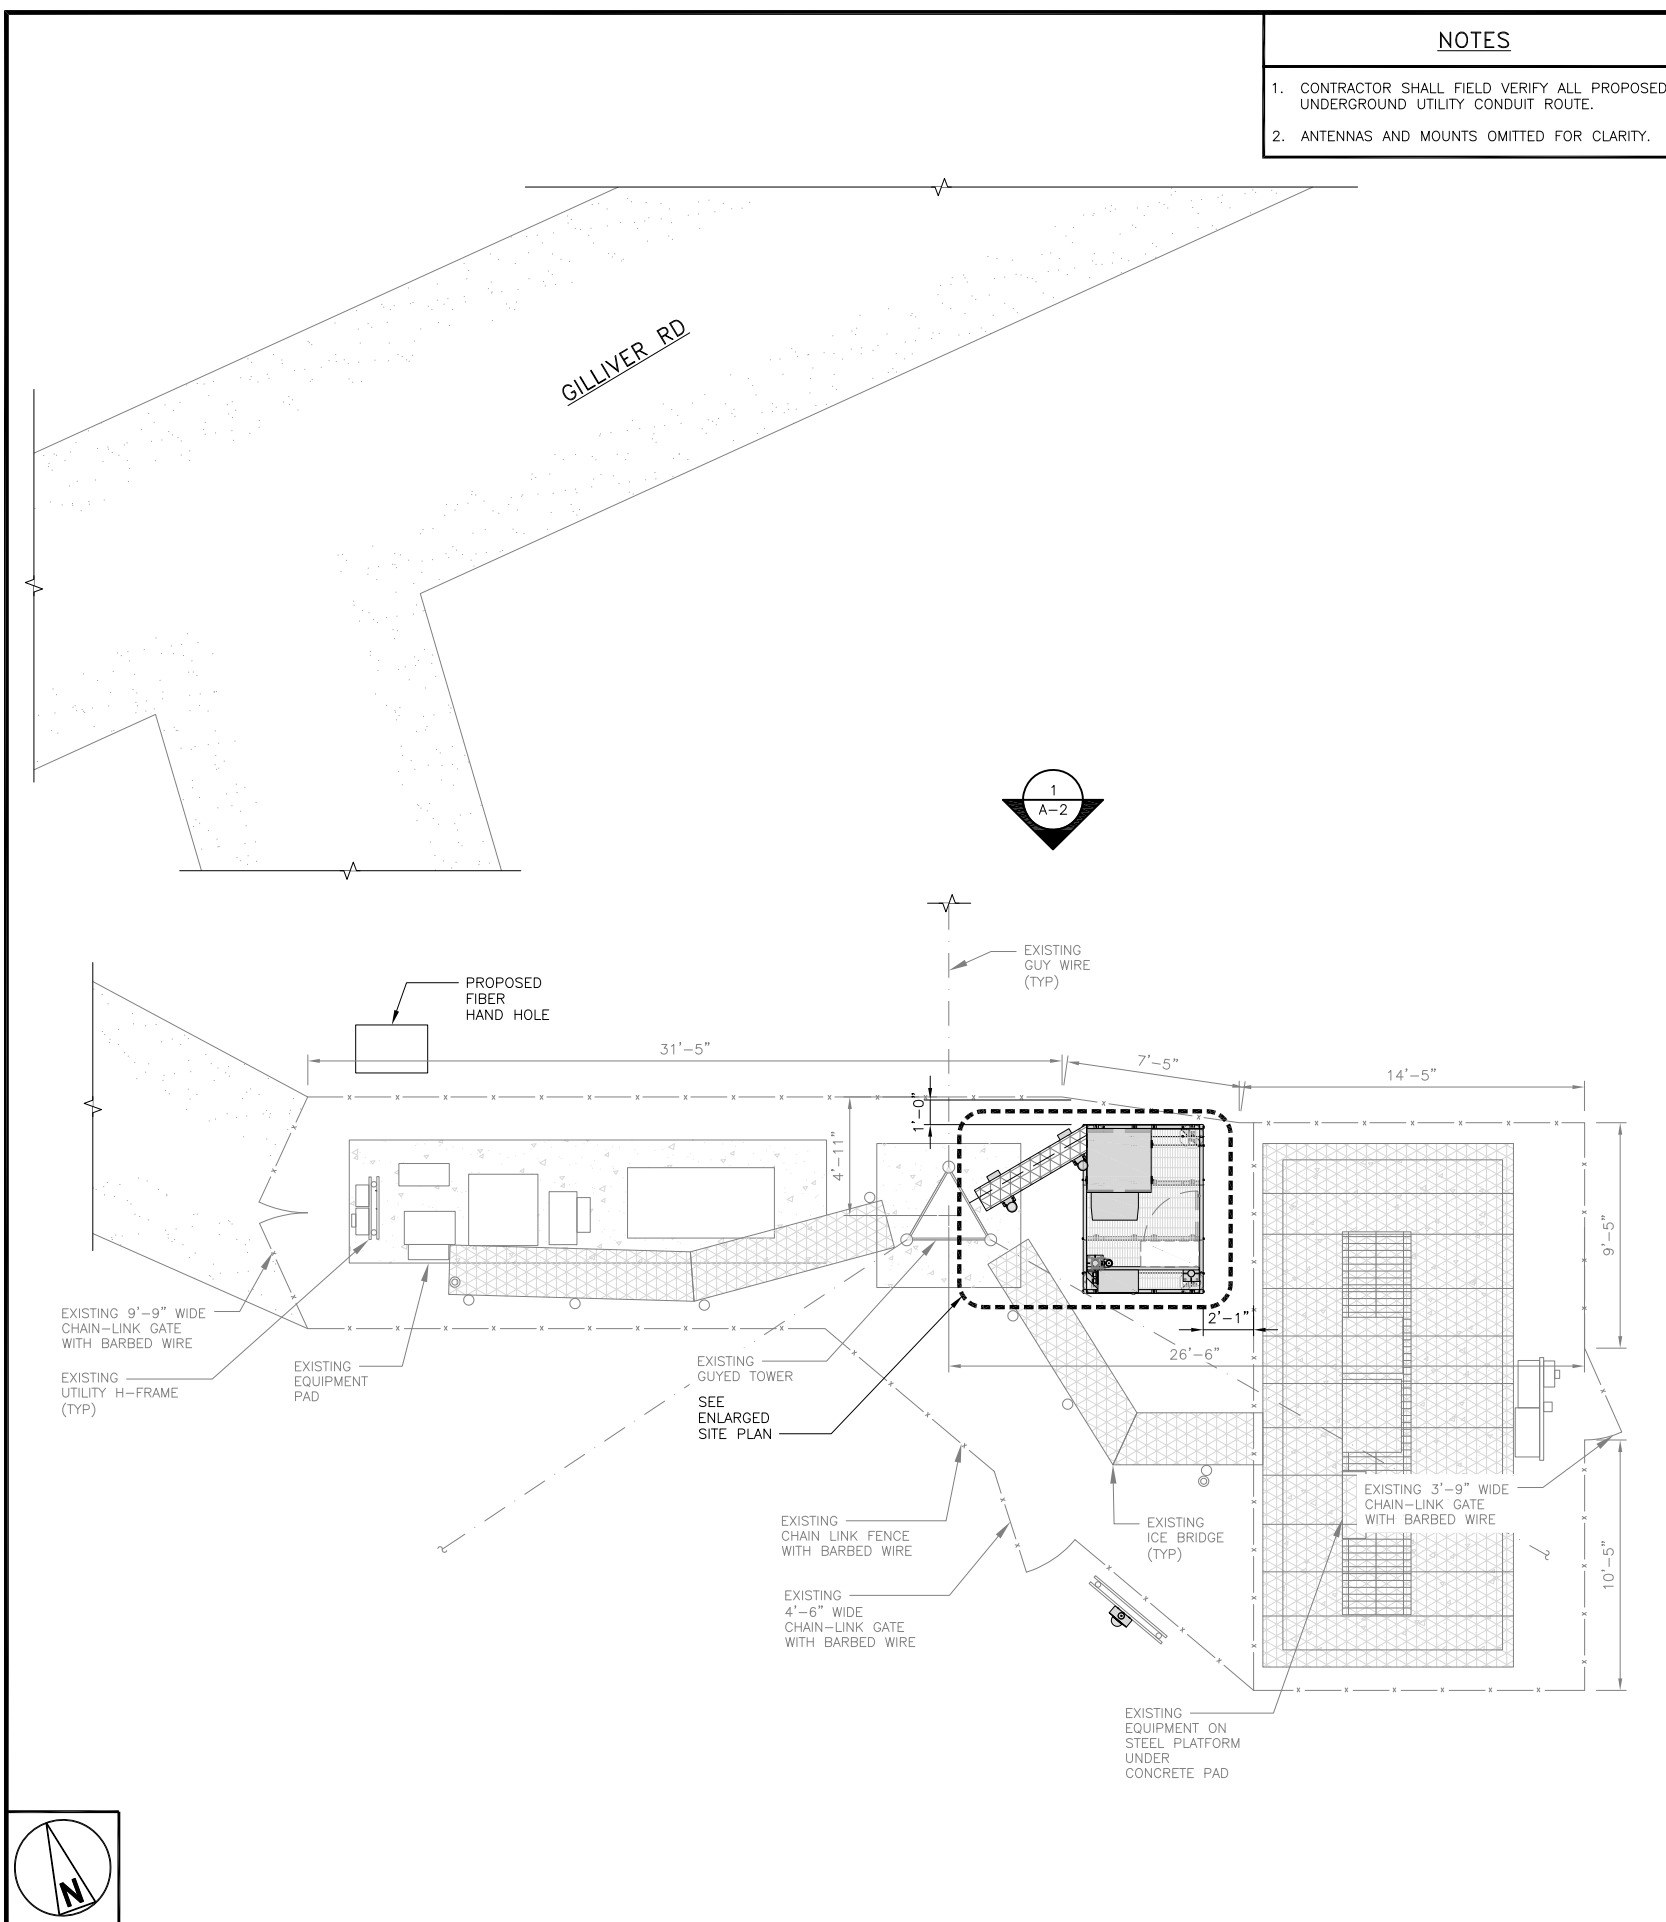 NOTES
1. CONTRACTOR SHALL FIELD VERIFY ALL PROPOSED
UNDERGROUND UTILITY CONDUIT ROUTE.
2. ANTENNAS AND MOUNTS OMITTED FOR CLARITY.
GILLIVER RD
1
A-2
EXISTING
GUY WIRE
(TYP)
PROPOSED
FIBER
HAND HOLE
31'-5"
7'-5"
14'-5"
1'-0"
4'-11"
9'-5"
2'-1"
26'-6"
EXISTING 9'-9" WIDE
CHAIN-LINK GATE
WITH BARBED WIRE
EXISTING
UTILITY H-FRAME
(TYP)
EXISTING
EQUIPMENT
PAD
EXISTING
GUYED TOWER
SEE
ENLARGED
SITE PLAN
EXISTING 3'-9" WIDE
CHAIN-LINK GATE
WITH BARBED WIRE
EXISTING
CHAIN LINK FENCE
WITH BARBED WIRE
EXISTING
ICE BRIDGE
(TYP)
10'-5"
EXISTING
4'-6" WIDE
CHAIN-LINK GATE
WITH BARBED WIRE
EXISTING
EQUIPMENT ON
STEEL PLATFORM
UNDER
CONCRETE PAD
N